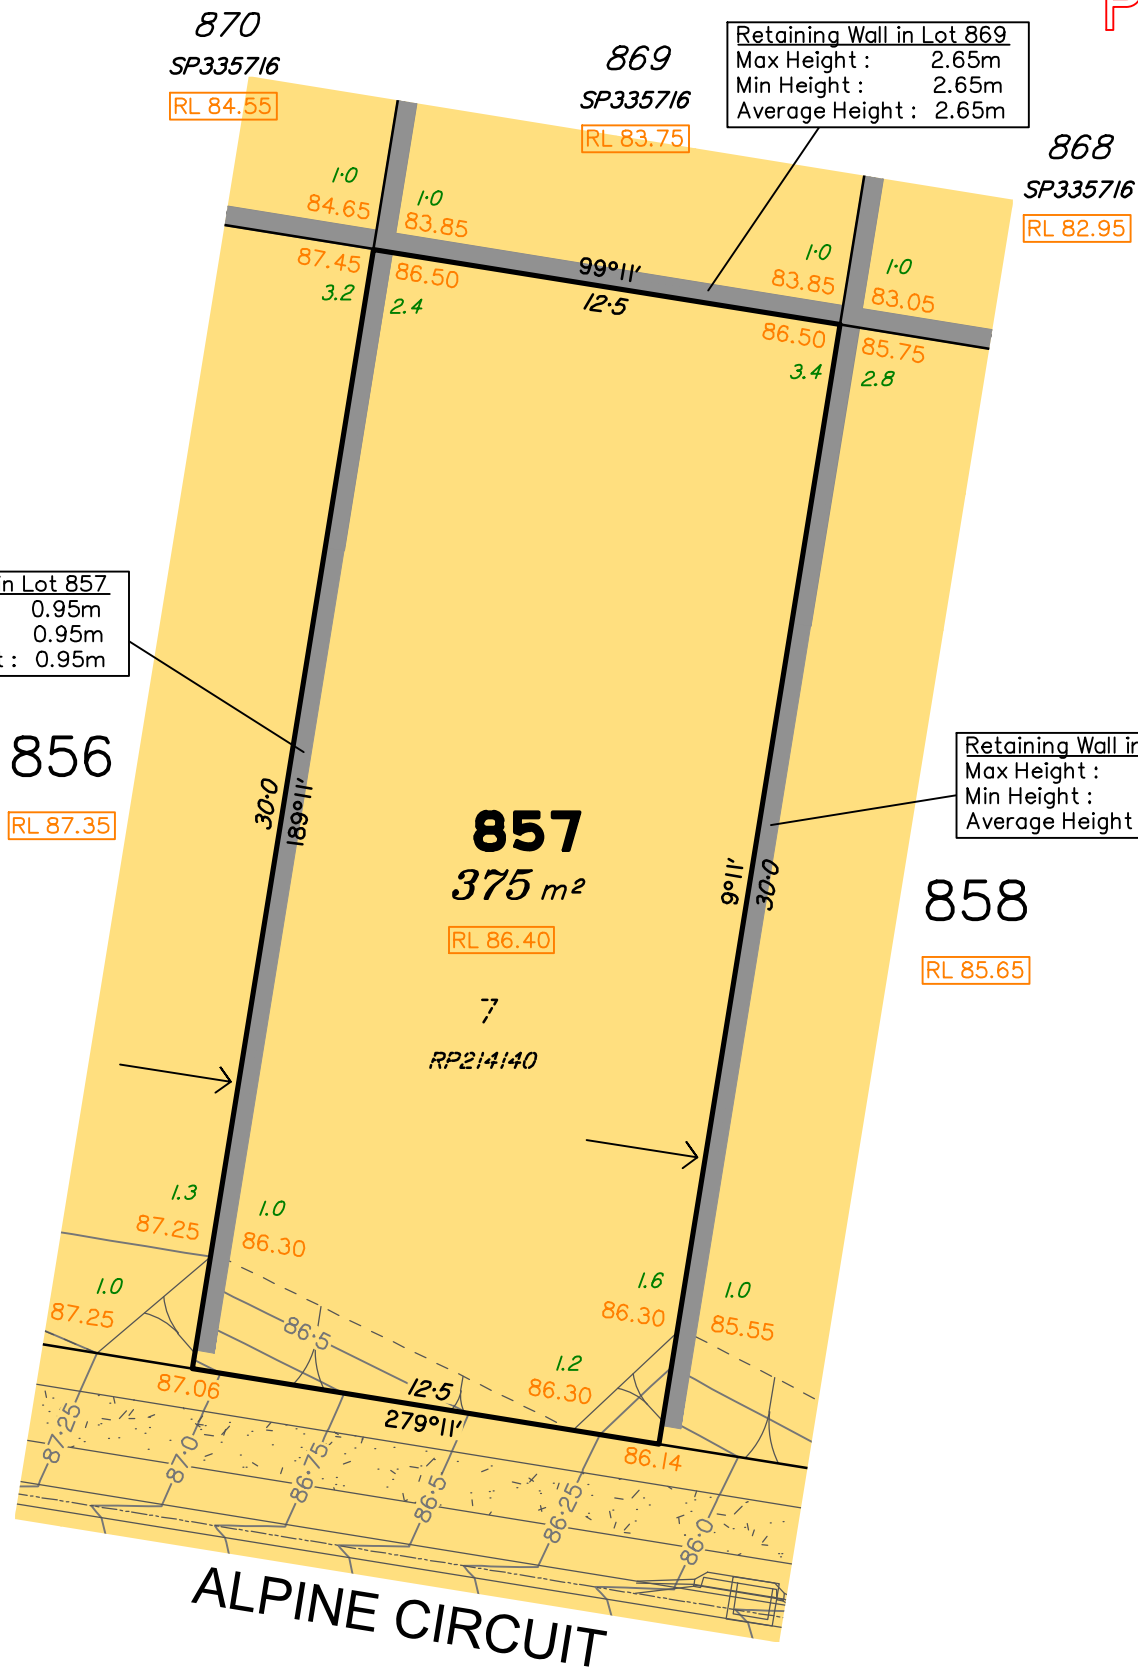 870
SP335716
RL 84.55
869
SP335716
RL 83.75
Retaining Wall in Lot 869
Max Height : 2.65m
Min Height : 2.65m
Average Height : 2.65m
868
SP335716
RL 82.95
1·0
84.65
1·0
83.85
87.45
3.2
86.50
2.4
99°11'
12·5
1·0
83.85
1·0
83.05
86.50
3.4
85.75
2.8
in Lot 857
0.95m
0.95m
: 0.95m
856
RL 87.35
30·0
189°11'
857
375 m²
RL 86.40
7
RP214140
9°11'
30·0
Retaining Wall in
Max Height :
Min Height :
Average Height
858
RL 85.65
1.3
87.25
1.0
86.30
1.0
87.25
1.6
86.30
1.0
85.55
86·5
1.2
86.30
87.06
12·5
279°11'
86.14
87·25
87·0
86·75
86·5
86·25
86·0
ALPINE CIRCUIT